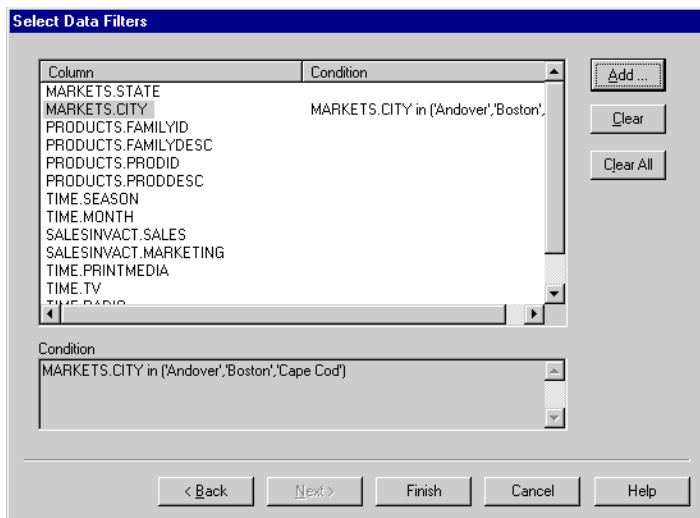 Select Data Filters
Column Condition
Add ...
MARKETS.STATE
MARKETS.CITY MARKETS.CITY in ('Andover','Boston',
Clear
PRODUCTS.FAMILYID
PRODUCTS.FAMILYDESC
PRODUCTS.PRODID
Clear All
PRODUCTS.PRODDESC
TIME.SEASON
TIME.MONTH
SALESINVACT.SALES
SALESINVACT.MARKETING
TIME.PRINTMEDIA
TIME.TV
TIME.RADIO
Condition
MARKETS.CITY in ('Andover','Boston','Cape Cod')
< Back Next > Finish Cancel Help